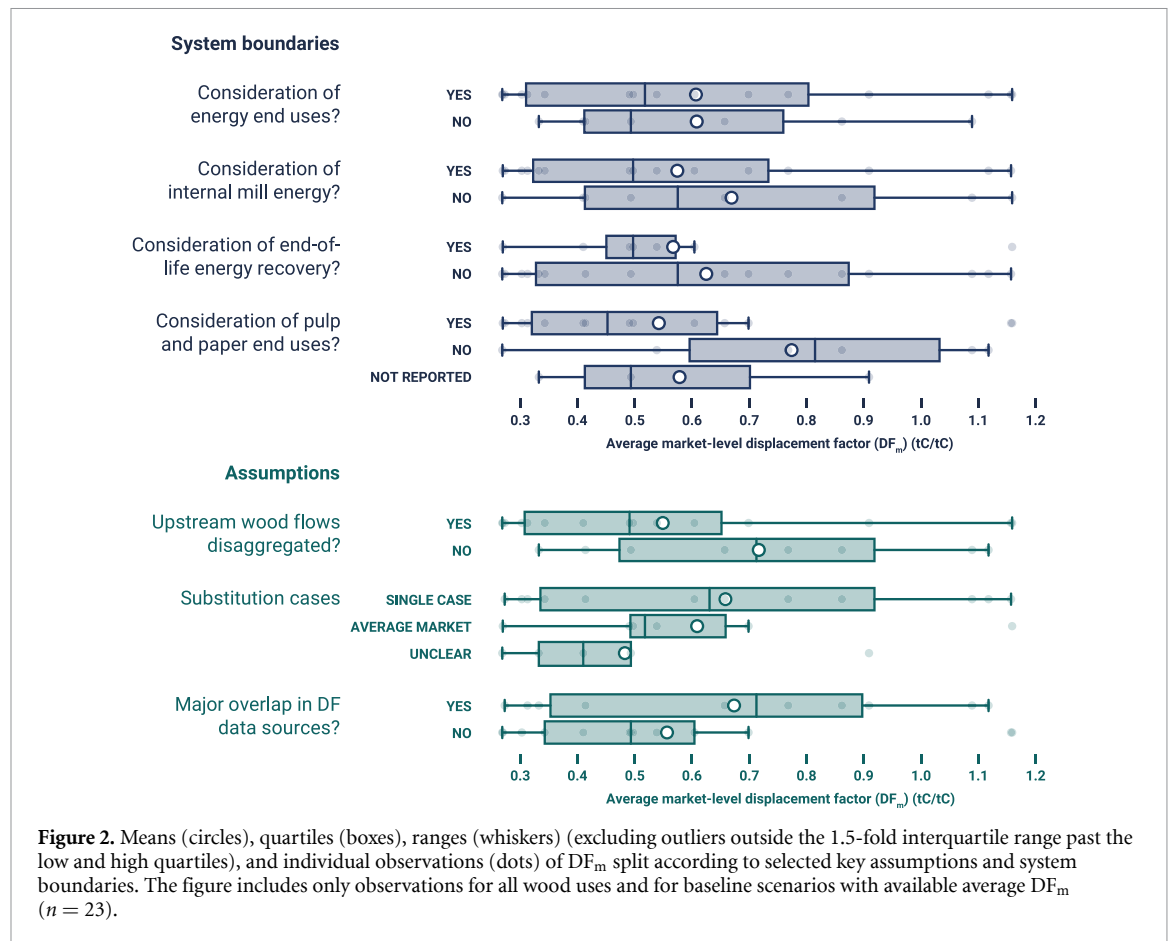 System boundaries
Consideration of
energy end uses?
YES
NO
Consideration of
internal mill energy?
YES
NO
Consideration of end-of-
life energy recovery?
YES
NO
Consideration of pulp
and paper end uses?
YES
NO
NOT REPORTED
0.3 0.4 0.5 0.6 0.7 0.8 0.9 1.0 1.1 1.2
Average market-level displacement factor (DFm) (tC/tC)
Assumptions
Upstream wood flows
disaggregated?
YES
NO
Substitution cases
SINGLE CASE
AVERAGE MARKET
UNCLEAR
Major overlap in DF
data sources?
YES
NO
0.3 0.4 0.5 0.6 0.7 0.8 0.9 1.0 1.1 1.2
Average market-level displacement factor (DFm) (tC/tC)
Figure 2. Means (circles), quartiles (boxes), ranges (whiskers) (excluding outliers outside the 1.5-fold interquartile range past the
low and high quartiles), and individual observations (dots) of DFm split according to selected key assumptions and system
boundaries. The figure includes only observations for all wood uses and for baseline scenarios with available average DFm
(n = 23).